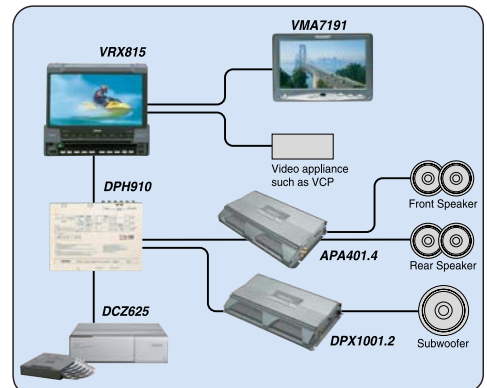 VMA7191
VRX815
Video appliance
such as VCP
DPH910
Front Speaker
APA401.4
Rear Speaker
DCZ625
DPX1001.2
Subwoofer